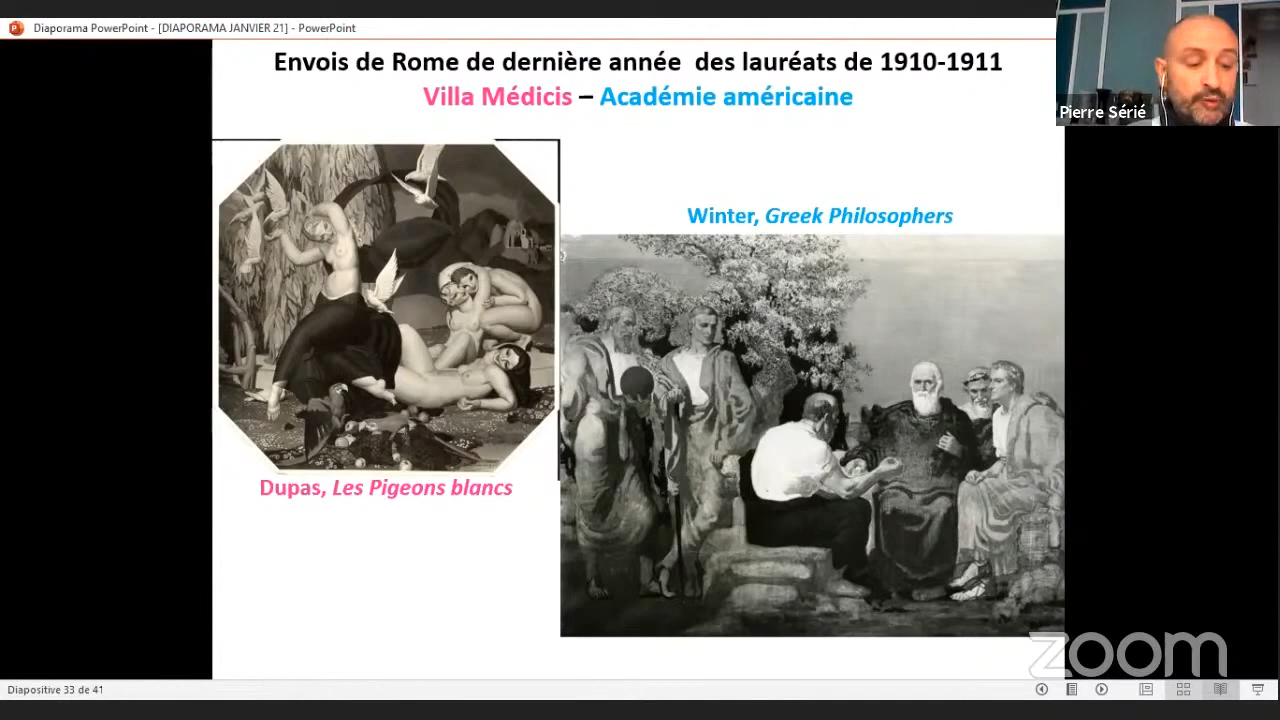 Diaporama PowerPoint - [DIAPORAMA JANVIER 21] - PowerPoint
Envois de Rome de dernière année des lauréats de 1910-1911
Villa Médicis – Académie américaine
Pierre Sérié
Winter, Greek Philosophers
Dupas, Les Pigeons blancs
zoom
Diapositive 33 de 41